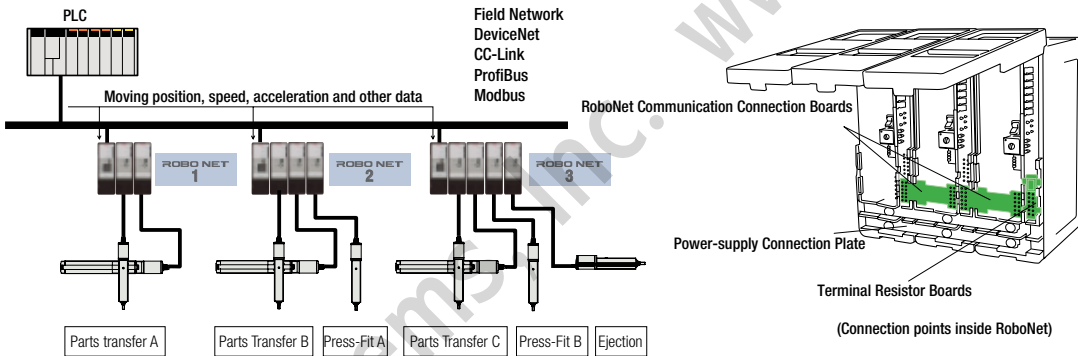 PLC
Field Network
DeviceNet
CC-Link
ProfiBus
Modbus
Moving position, speed, acceleration and other data
ROBO NET
1
ROBO NET
2
ROBO NET
3
Parts transfer A
Parts Transfer B
Press-Fit A
Parts Transfer C
Press-Fit B
Ejection
RoboNet Communication Connection Boards
Power-supply Connection Plate
Terminal Resistor Boards
(Connection points inside RoboNet)
ems, Inc.